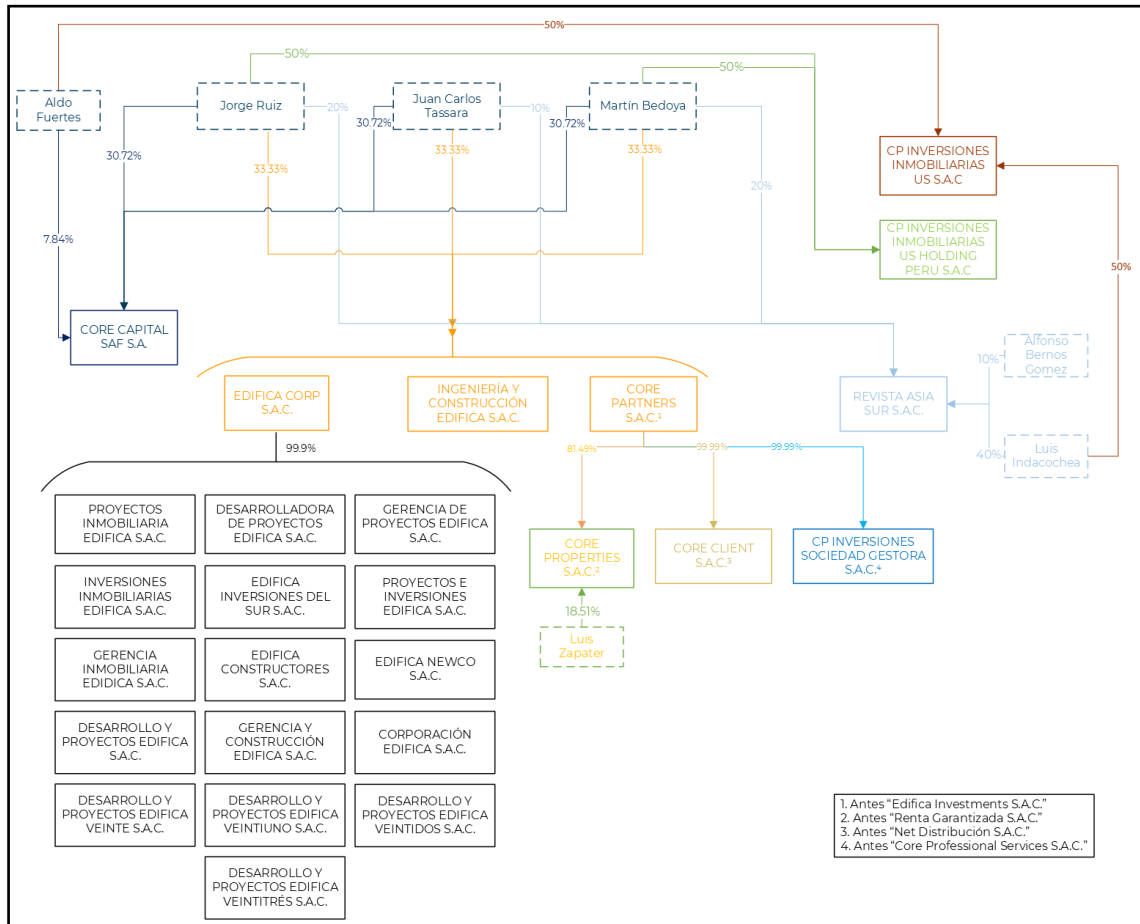 50%
50%
50%
Aldo
Fuertes
Jorge Ruiz
20%
Juan Carlos
Tassara
10%
Martín Bedoya
30.72%
30.72%
30.72%
33.33%
33.33%
33.33%
20%
7.84%
CP INVERSIONES
INMOBILIARIAS
US S.A.C
CP INVERSIONES
INMOBILIARIAS
US HOLDING
PERU S.A.C
50%
CORE CAPITAL
SAF S.A.
EDIFICA CORP
S.A.C.
INGENIERÍA Y
CONSTRUCCIÓN
EDIFICA S.A.C.
CORE
PARTNERS
S.A.C.¹
REVISTA ASIA
SUR S.A.C.
10%
Alfonso
Bernos
Gomez
40%
Luis
Indacochea
99.9%
81.49%
99.99%
99.99%
PROYECTOS
INMOBILIARIA
EDIFICA S.A.C.
DESARROLLADORA
DE PROYECTOS
EDIFICA S.A.C.
GERENCIA DE
PROYECTOS EDIFICA
S.A.C.
CORE
PROPERTIES
S.A.C.²
CORE CLIENT
S.A.C.³
CP INVERSIONES
SOCIEDAD GESTORA
S.A.C.⁴
INVERSIONES
INMOBILIARIAS
EDIFICA S.A.C.
EDIFICA
INVERSIONES DEL
SUR S.A.C.
PROYECTOS E
INVERSIONES
EDIFICA S.A.C.
18.51%
Luis
Zapater
GERENCIA
INMOBILIARIA
EDIDICA S.A.C.
EDIFICA
CONSTRUCTORES
S.A.C.
EDIFICA NEWCO
S.A.C.
DESARROLLO Y
PROYECTOS EDIFICA
S.A.C.
GERENCIA Y
CONSTRUCCIÓN
EDIFICA S.A.C.
CORPORACIÓN
EDIFICA S.A.C.
DESARROLLO Y
PROYECTOS EDIFICA
VEINTE S.A.C.
DESARROLLO Y
PROYECTOS EDIFICA
VEINTIUNO S.A.C.
DESARROLLO Y
PROYECTOS EDIFICA
VEINTIDOS S.A.C.
DESARROLLO Y
PROYECTOS EDIFICA
VEINTITRÉS S.A.C.
1. Antes “Edifica Investments S.A.C.”
2. Antes “Renta Garantizada S.A.C.”
3. Antes “Net Distribución S.A.C.”
4. Antes “Core Professional Services S.A.C.”